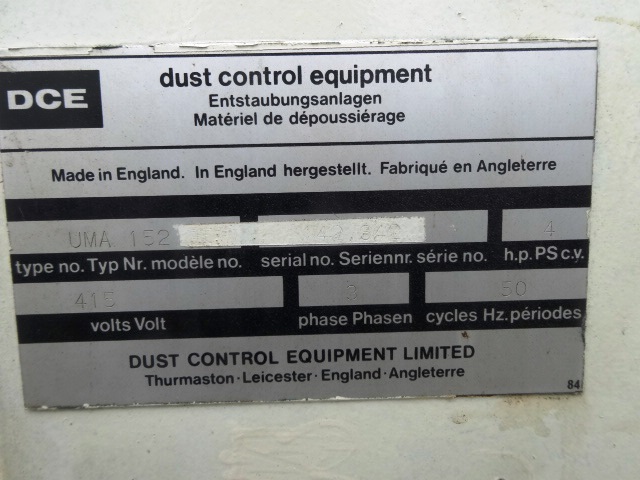 DCE
dust control equipment
Entstaubungsanlagen
Matériel de dépoussiérage
Made in England. In England hergestellt. Fabriqué en Angleterre
UMA 152 4
type no. Typ Nr. modèle no. serial no. Seriennr. série no. h.p. PS c.v.
415 3 50
volts Volt phase Phasen cycles Hz. périodes
DUST CONTROL EQUIPMENT LIMITED
Thurmaston · Leicester · England · Angleterre
84